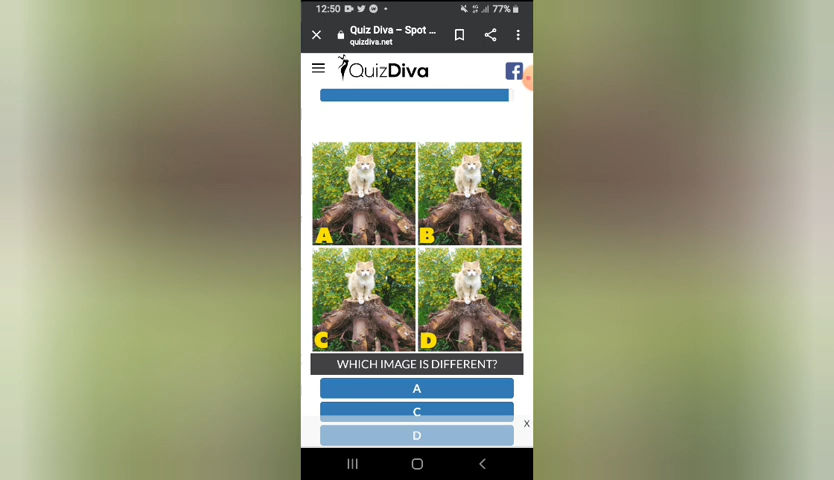 12:50 77%
Quiz Diva – Spot ...
quizdiva.net
QuizDiva
A
B
C
D
WHICH IMAGE IS DIFFERENT?
A
C
D
X